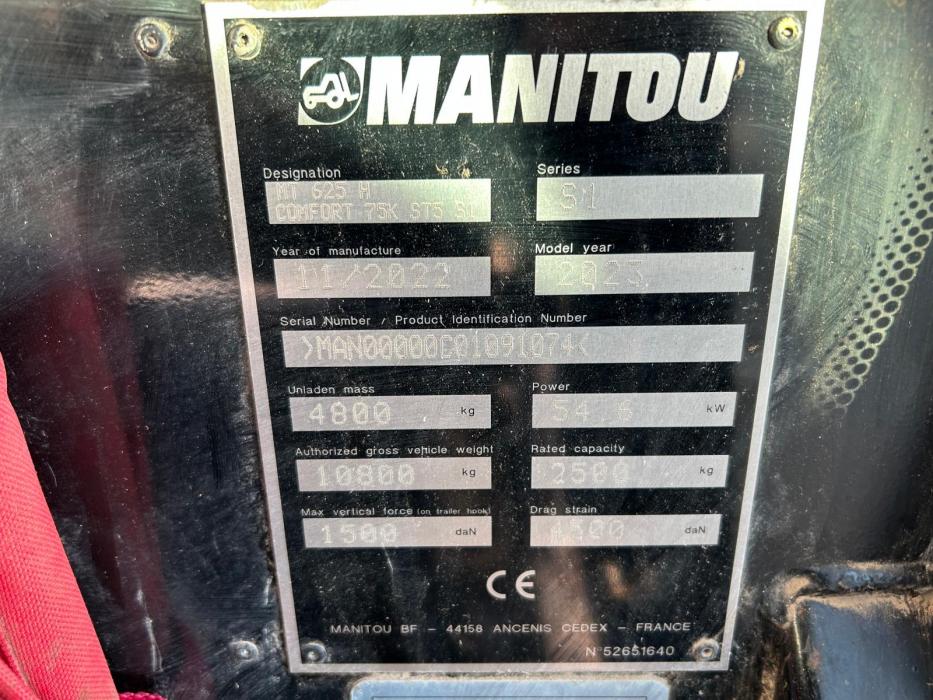 MANITOU
Designation Series
MT 625 H
COMFORT 75K ST5 S1 S1
Year of manufacture Model year
11/2022 2023
Serial Number / Product Identification Number
>MAN00000C01091074<
Unladen mass Power
4800 kg 54 6 kW
Authorized gross vehicle weight Rated capacity
10800 kg 2500 kg
Max vertical force (on trailer hook) Drag strain
1500 daN 4500 daN
CE
MANITOU BF – 44158 ANCENIS CEDEX – FRANCE
N°52651640